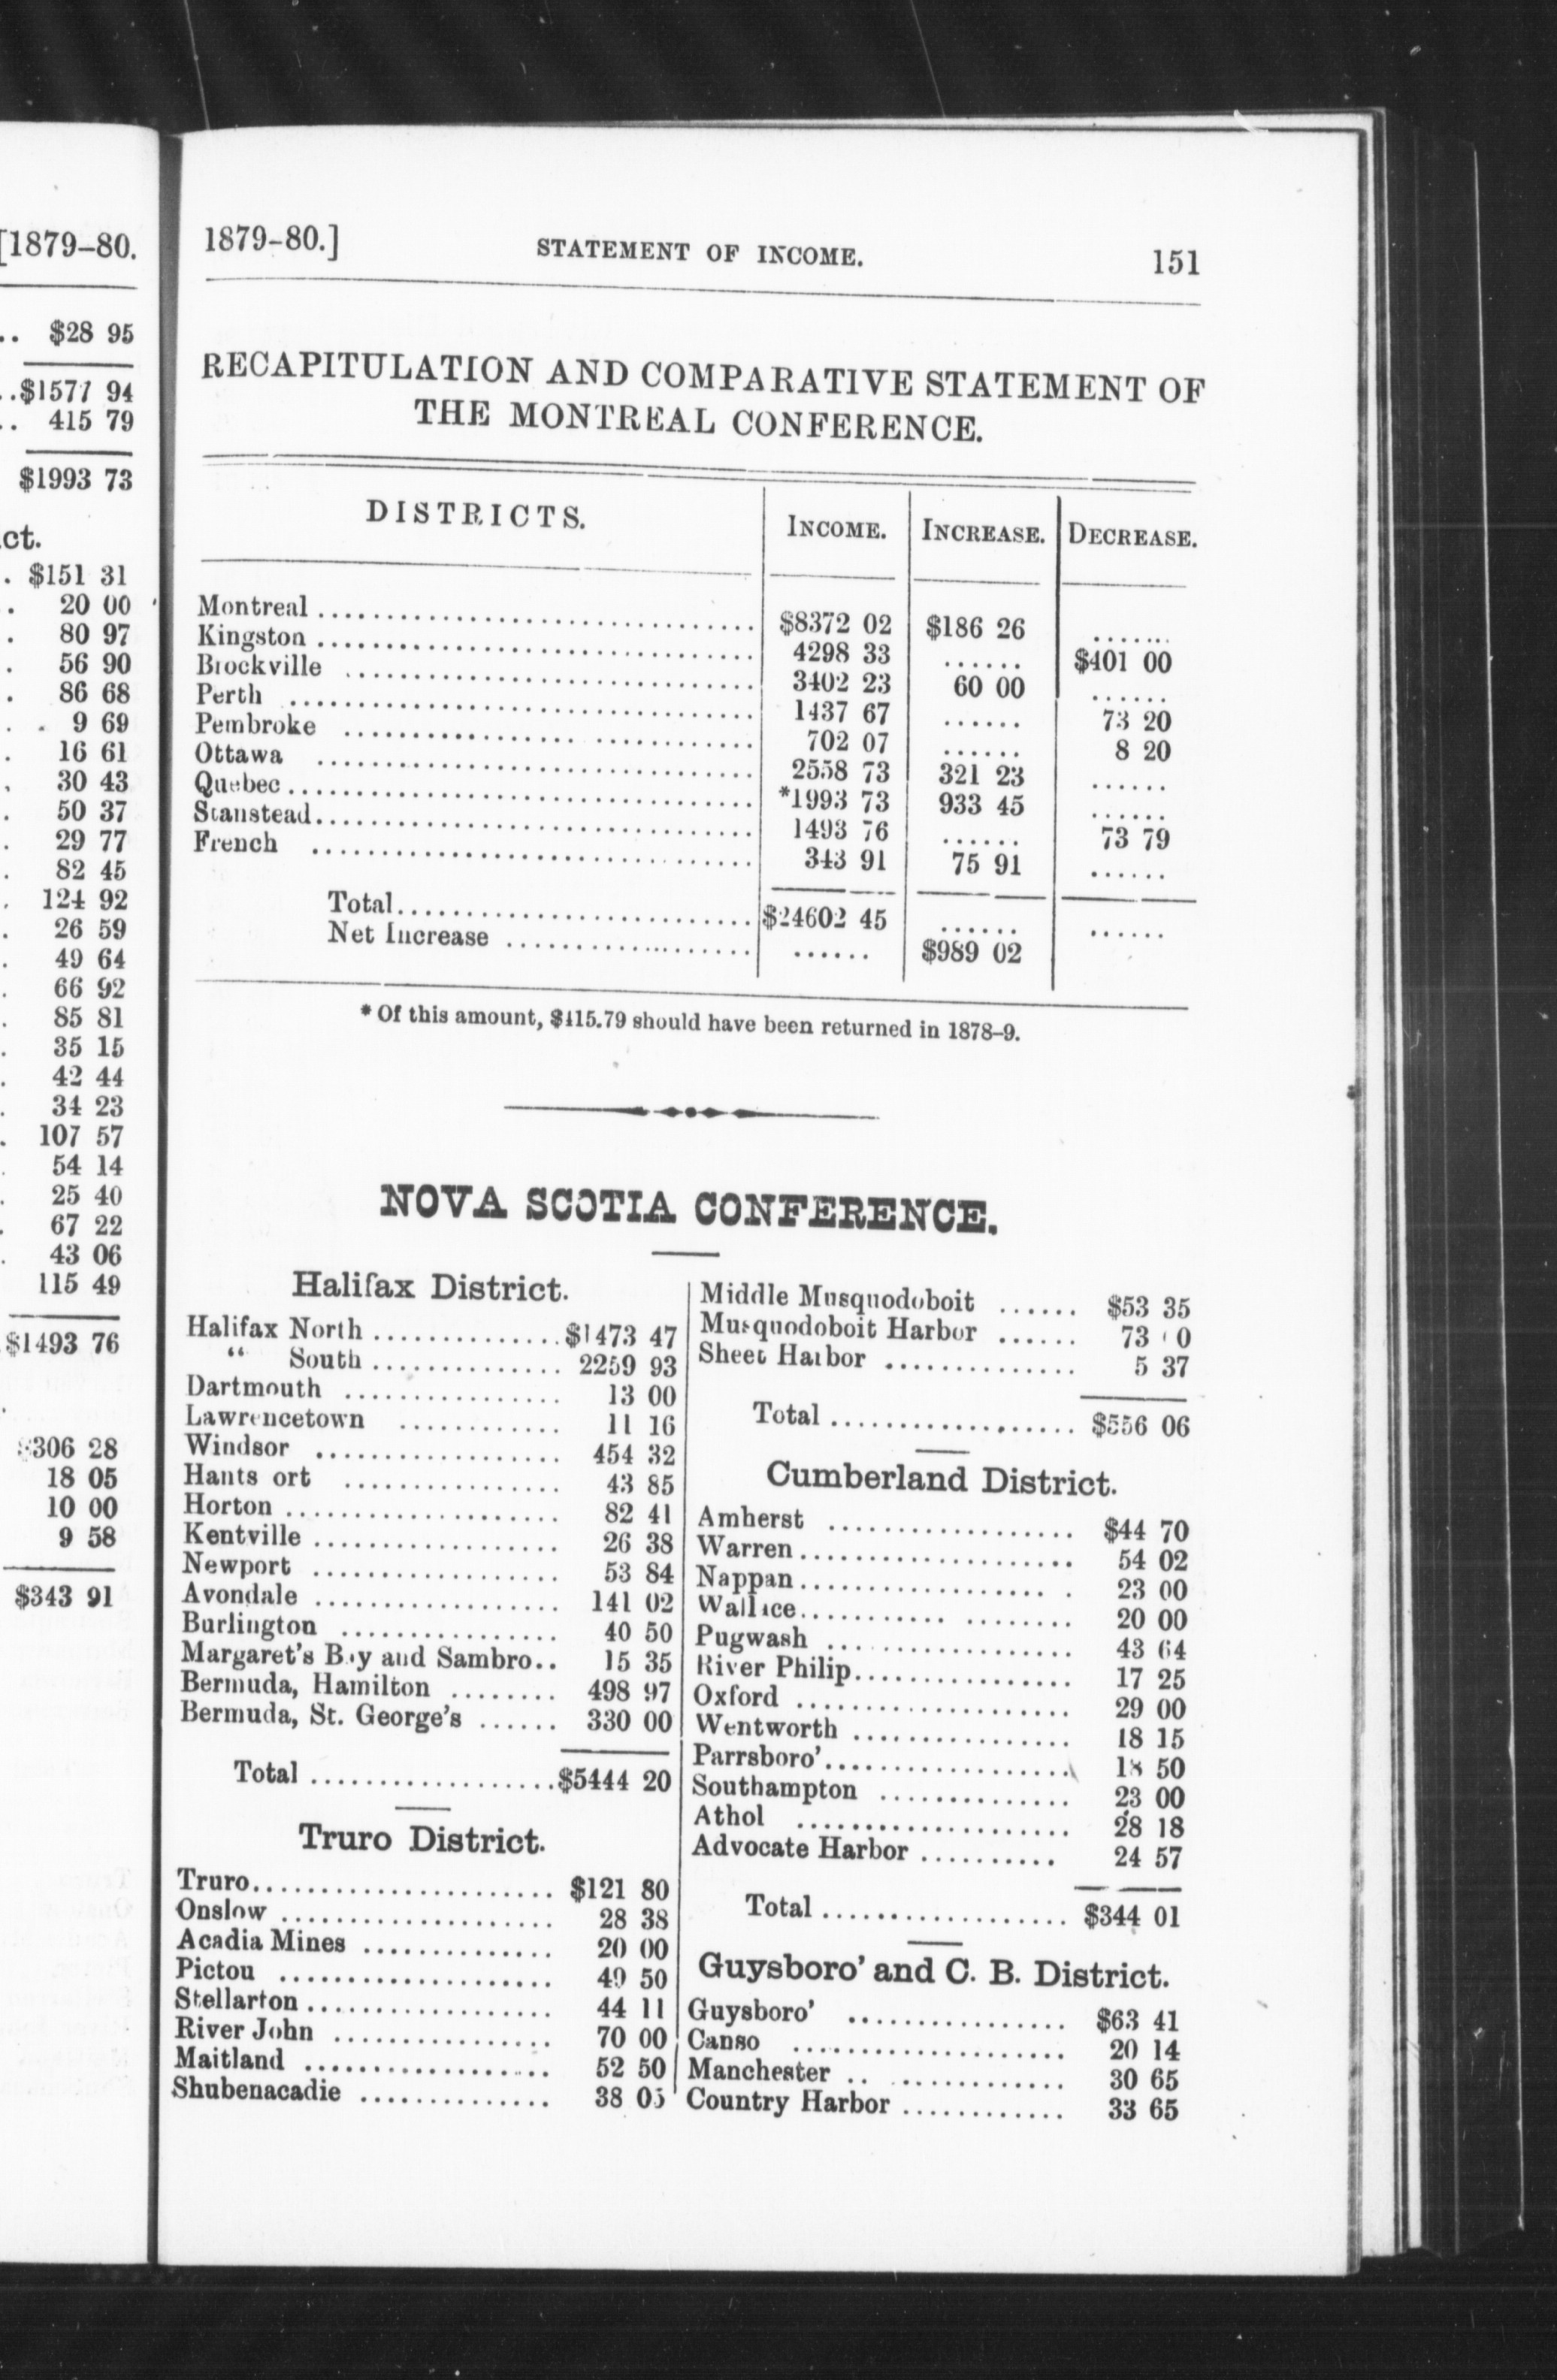 [1879-80.
.. $28 95
..$1577 94
.. 415 79
$1993 73
ct.
. $151 31
. 20 00
. 80 97
. 56 90
. 86 68
. 9 69
. 16 61
. 30 43
. 50 37
. 29 77
. 82 45
. 124 92
. 26 59
. 49 64
. 66 92
. 85 81
. 35 15
. 42 44
. 34 23
. 107 57
. 54 14
. 25 40
. 67 22
. 43 06
115 49
$1493 76
$306 28
18 05
10 00
9 58
$343 91
1879-80.] STATEMENT OF INCOME. 151
RECAPITULATION AND COMPARATIVE STATEMENT OF
THE MONTREAL CONFERENCE.
DISTRICTS. INCOME. INCREASE. DECREASE.
Montreal ........ $8372 02 $186 26 ......
Kingston ........ 4298 33 ...... $401 00
Brockville ........ 3402 23 60 00 ......
Perth ........ 1437 67 ...... 73 20
Pembroke ........ 702 07 ...... 8 20
Ottawa ........ 2558 73 321 23 ......
Quebec ........ *1993 73 933 45 ......
Stanstead ........ 1493 76 ...... 73 79
French ........ 343 91 75 91 ......
Total ........ $24602 45 ...... ......
Net Increase ........ ...... $989 02
* Of this amount, $415.79 should have been returned in 1878-9.
NOVA SCOTIA CONFERENCE.
Halifax District.
Halifax North ........ $1473 47
“ South ........ 2259 93
Dartmouth ........ 13 00
Lawrencetown ........ 11 16
Windsor ........ 454 32
Hants ort ........ 43 85
Horton ........ 82 41
Kentville ........ 26 38
Newport ........ 53 84
Avondale ........ 141 02
Burlington ........ 40 50
Margaret's Bay and Sambro.. 15 35
Bermuda, Hamilton ........ 498 97
Bermuda, St. George's ...... 330 00
Total ........ $5444 20
Truro District.
Truro ........ $121 80
Onslow ........ 28 38
Acadia Mines ........ 20 00
Pictou ........ 49 50
Stellarton ........ 44 11
River John ........ 70 00
Maitland ........ 52 50
Shubenacadie ........ 38 05
Middle Musquodoboit ...... $53 35
Musquodoboit Harbor ...... 73 0
Sheet Harbor ........ 5 37
Total ........ $556 06
Cumberland District.
Amherst ........ $44 70
Warren ........ 54 02
Nappan ........ 23 00
Wallace ........ 20 00
Pugwash ........ 43 64
River Philip ........ 17 25
Oxford ........ 29 00
Wentworth ........ 18 15
Parrsboro' ........ 18 50
Southampton ........ 23 00
Athol ........ 28 18
Advocate Harbor ........ 24 57
Total ........ $344 01
Guysboro' and C. B. District.
Guysboro' ........ $63 41
Canso ........ 20 14
Manchester ........ 30 65
Country Harbor ........ 33 65